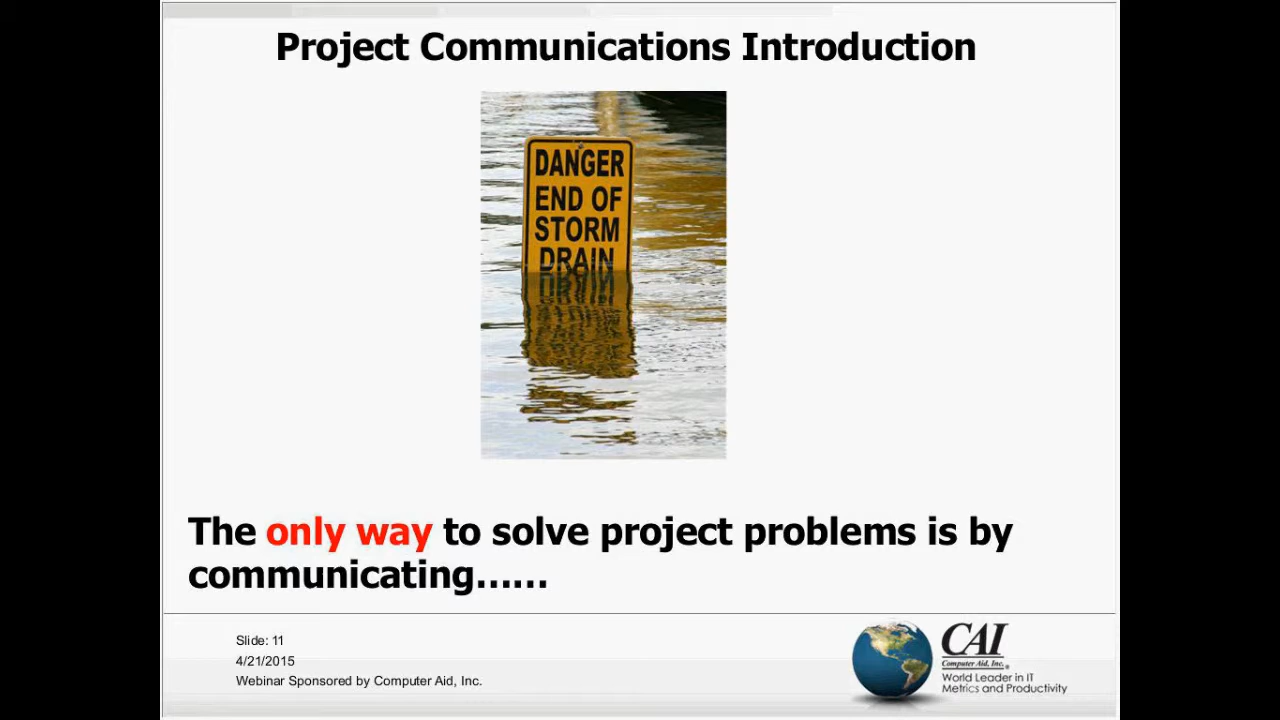 Project Communications Introduction
DANGER
END OF
STORM
DRAIN
The only way to solve project problems is by
communicating......
Slide: 11
4/21/2015
Webinar Sponsored by Computer Aid, Inc.
CAI
Computer Aid, Inc.®
World Leader in IT
Metrics and Productivity